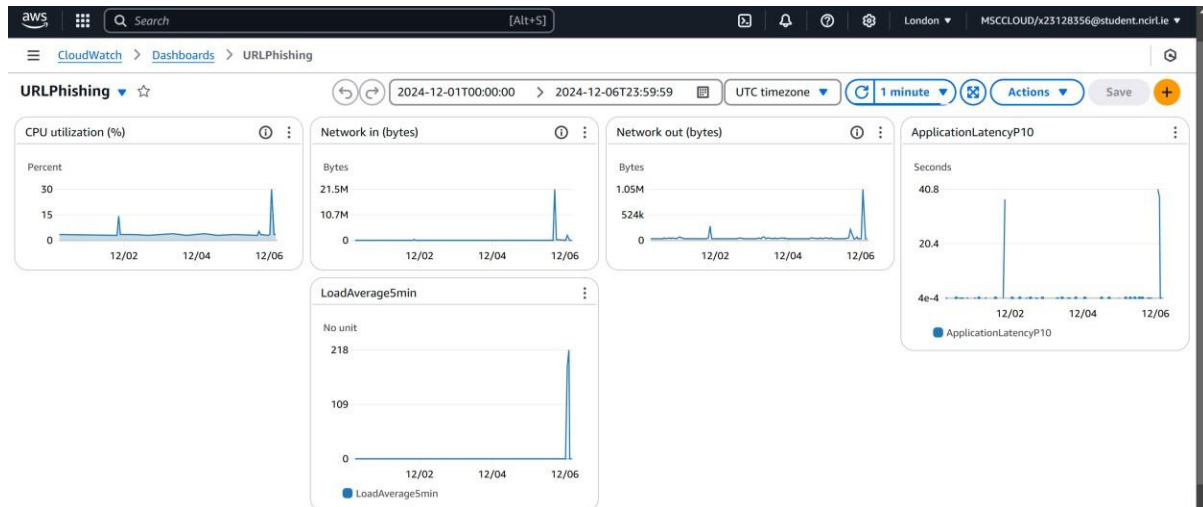 aws
Search
[Alt+S]
London
MSCCLOUD/x23128356@student.ncirl.ie
CloudWatch > Dashboards > URLPhishing
URLPhishing
2024-12-01T00:00:00 > 2024-12-06T23:59:59
UTC timezone
1 minute
Actions
Save
CPU utilization (%)
Percent
30
15
0
12/02 12/04 12/06
Network in (bytes)
Bytes
21.5M
10.7M
0
12/02 12/04 12/06
Network out (bytes)
Bytes
1.05M
524k
0
12/02 12/04 12/06
ApplicationLatencyP10
Seconds
40.8
20.4
4e-4
12/02 12/04 12/06
ApplicationLatencyP10
LoadAverage5min
No unit
218
109
0
12/02 12/04 12/06
LoadAverage5min